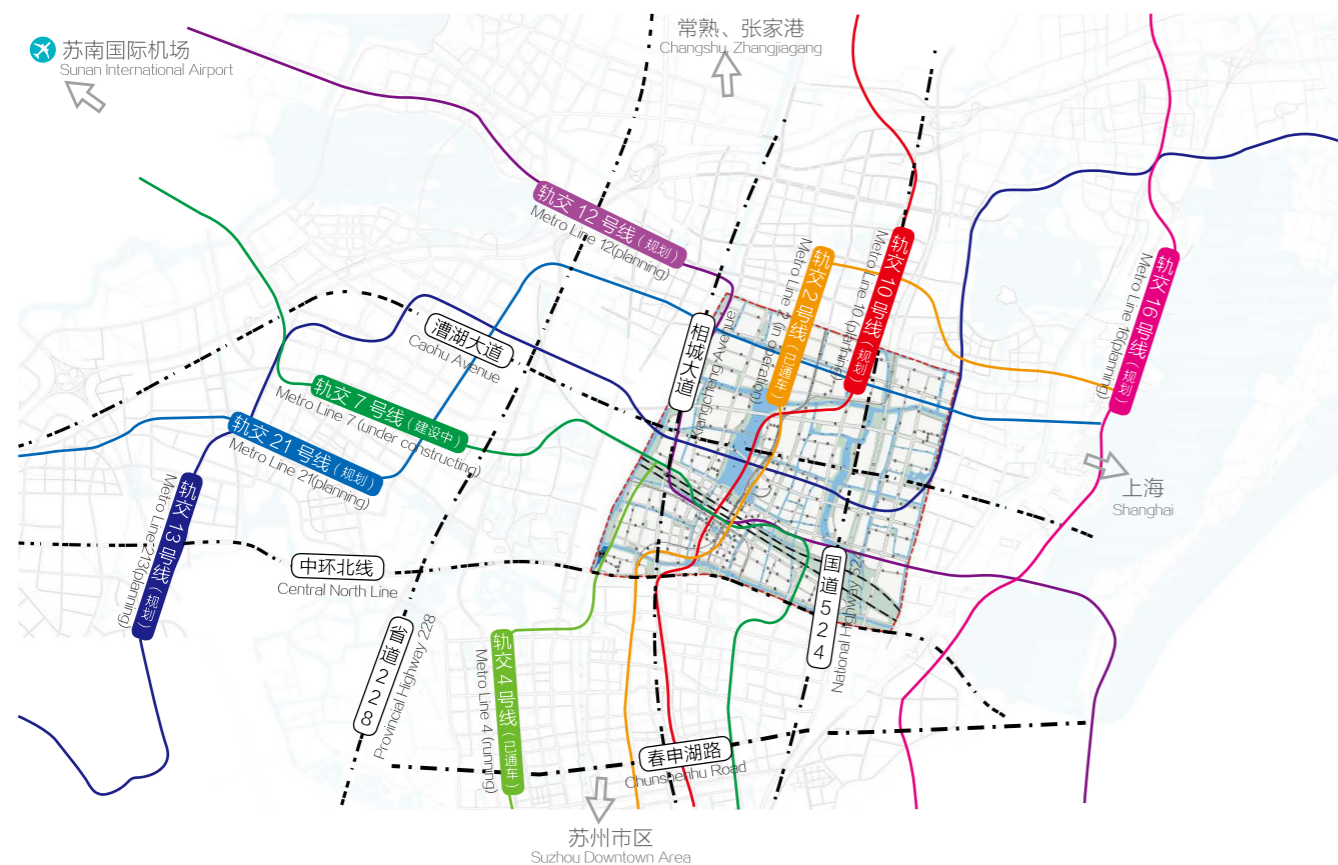 苏南国际机场
Sunan International Airport
常熟、张家港
Changshu Zhangjiagang
轨交 12 号线(规划)
Metro Line 12(planning)
轨交 10 号线(规划)
Metro Line 10 (planning)
轨交 2 号线(已通车)
Metro Line 2 (in operation)
轨交 16 号线(规划)
Metro Line 16(planning)
相城大道
Xiangcheng Avenue
漕湖大道
Caohu Avenue
轨交 7 号线(建设中)
Metro Line 7 (under constructing)
轨交 21 号线(规划)
Metro Line 21(planning)
轨交 13 号线(规划)
Metro Line213(planning)
上海
Shanghai
中环北线
Central North Line
国道524
National Highway 524
省道228
Provincial Highway 228
轨交 4 号线(已通车)
Metro Line 4 (running)
春申湖路
Chunshenhu Road
苏州市区
Suzhou Downtown Area